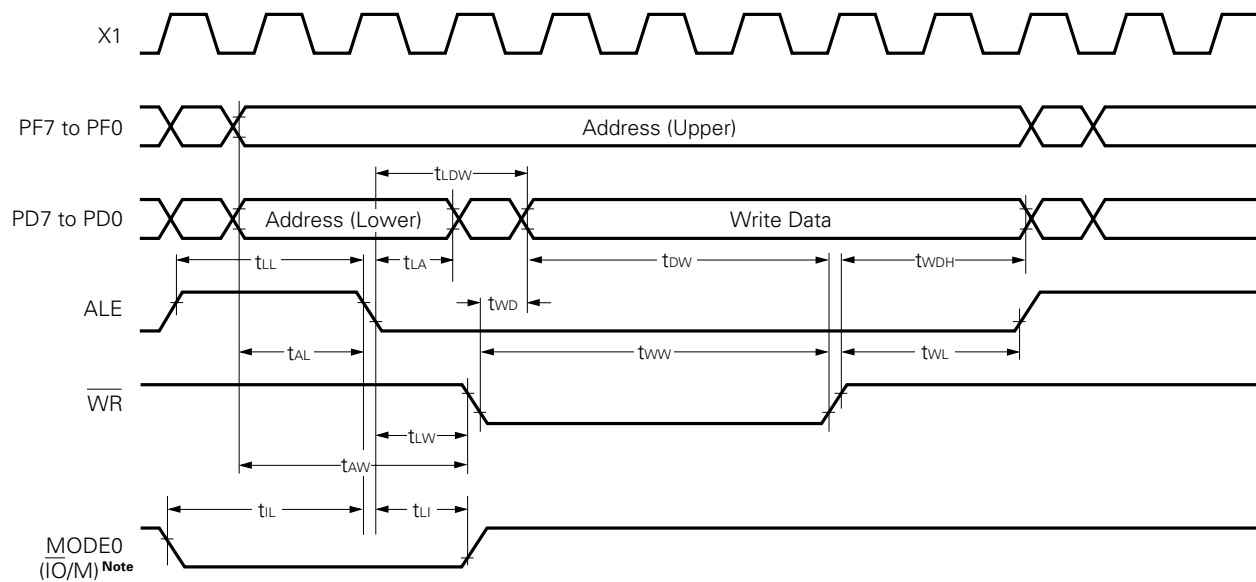 X1
PF7 to PF0
Address (Upper)
tLDW
PD7 to PD0
Address (Lower)
Write Data
tLL
tLA
tDW
tWDH
ALE
tWD
tAL
tWW
tWL
WR
tLW
tAW
tIL
tLI
MODE0
(IO/M) Note